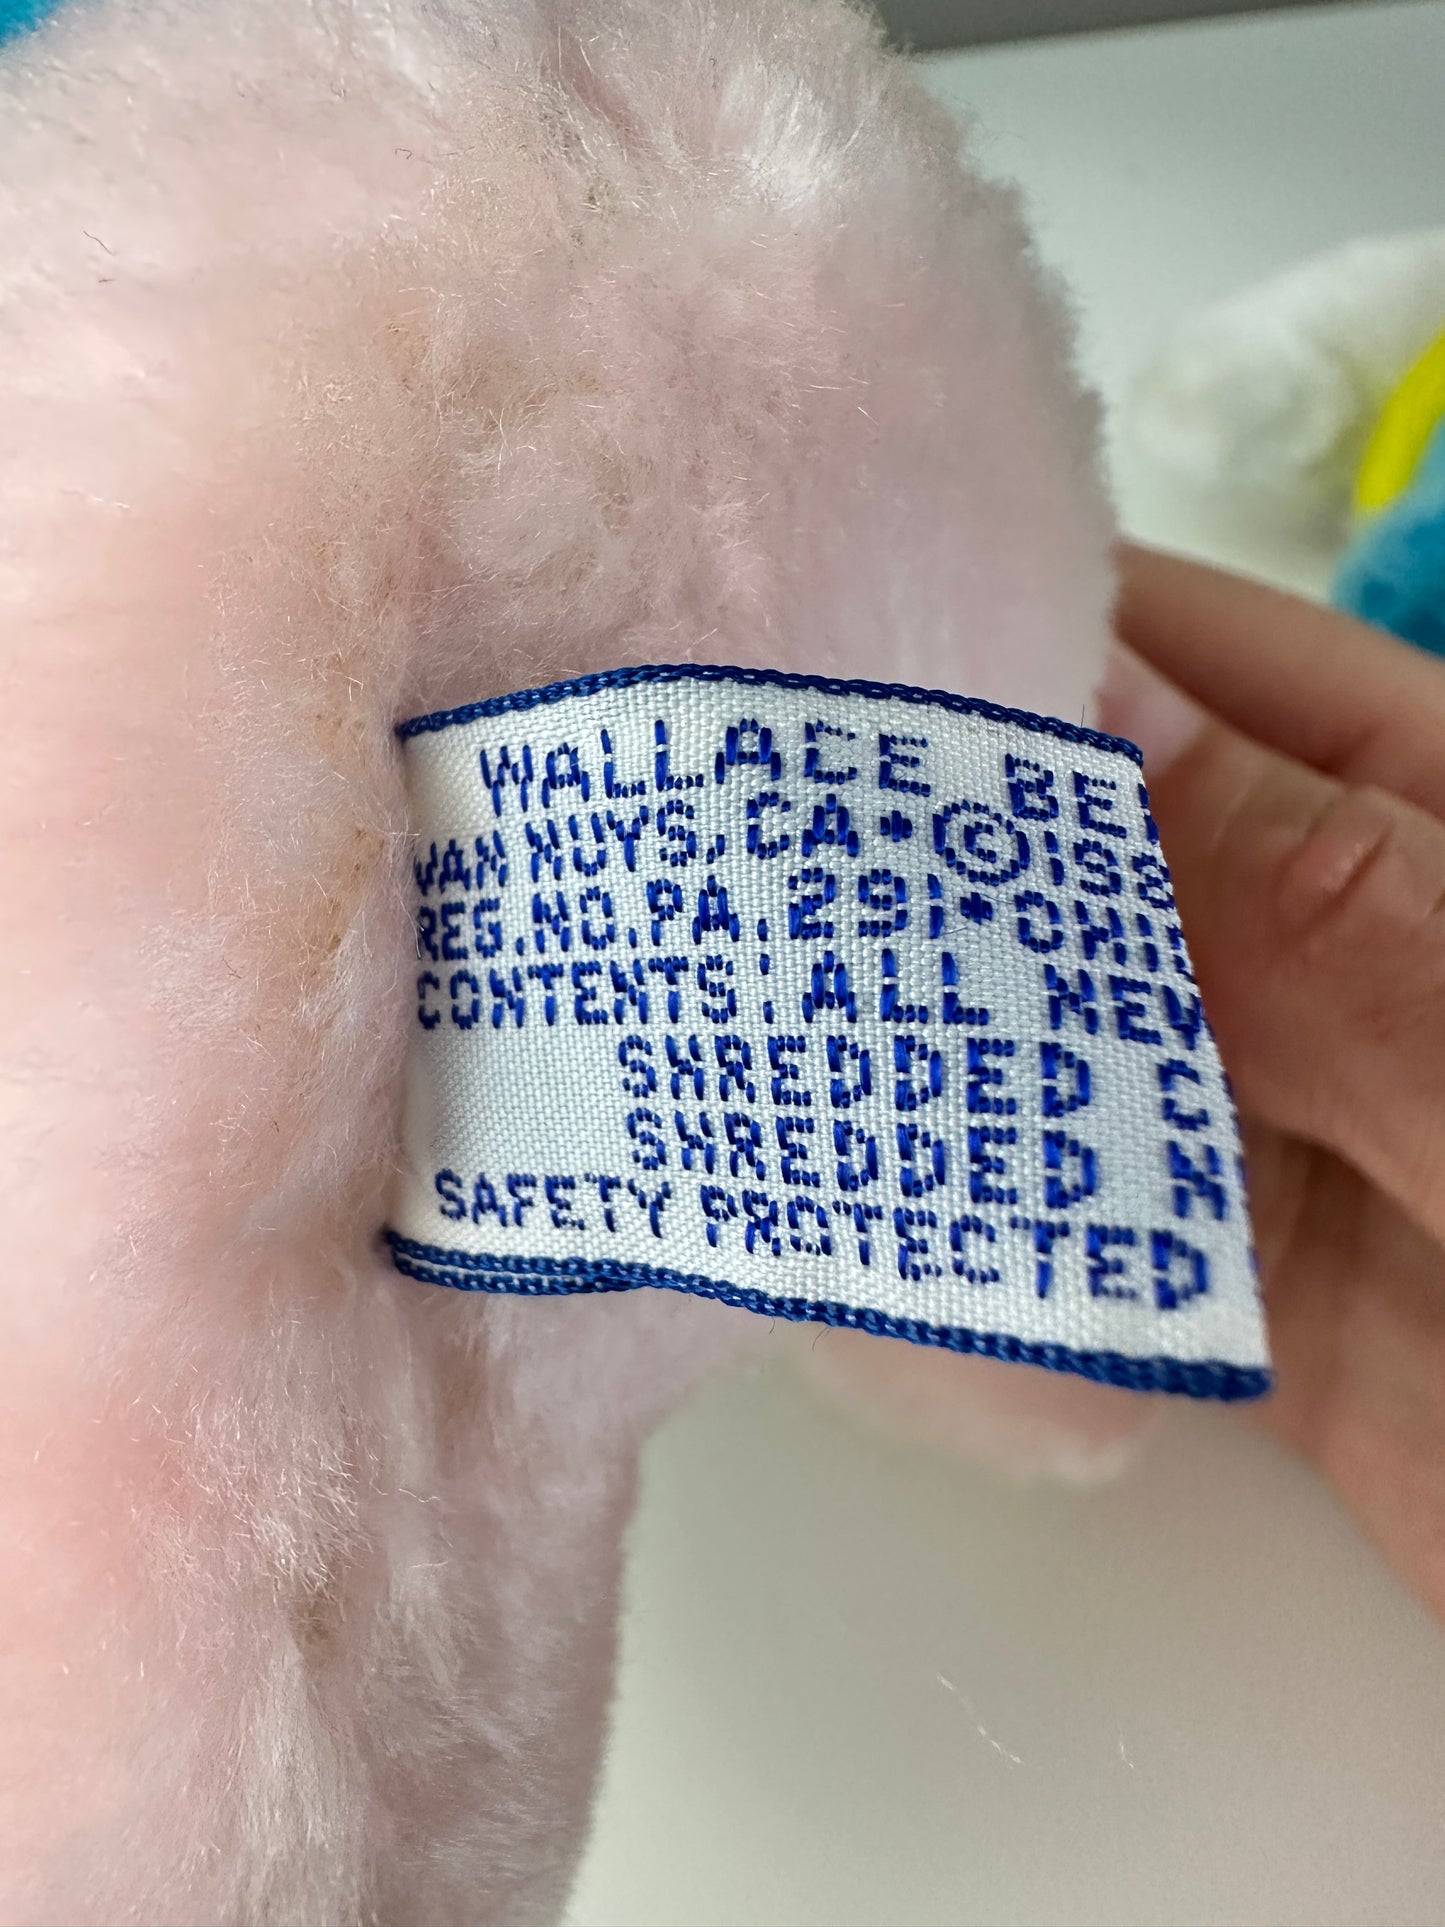 WALLACE BE
VAN NUYS, CA•©198
REG.NO.PA.291•CHI
CONTENTS: ALL NEW
SHREDDED C
SHREDDED N
SAFETY PROTECTED